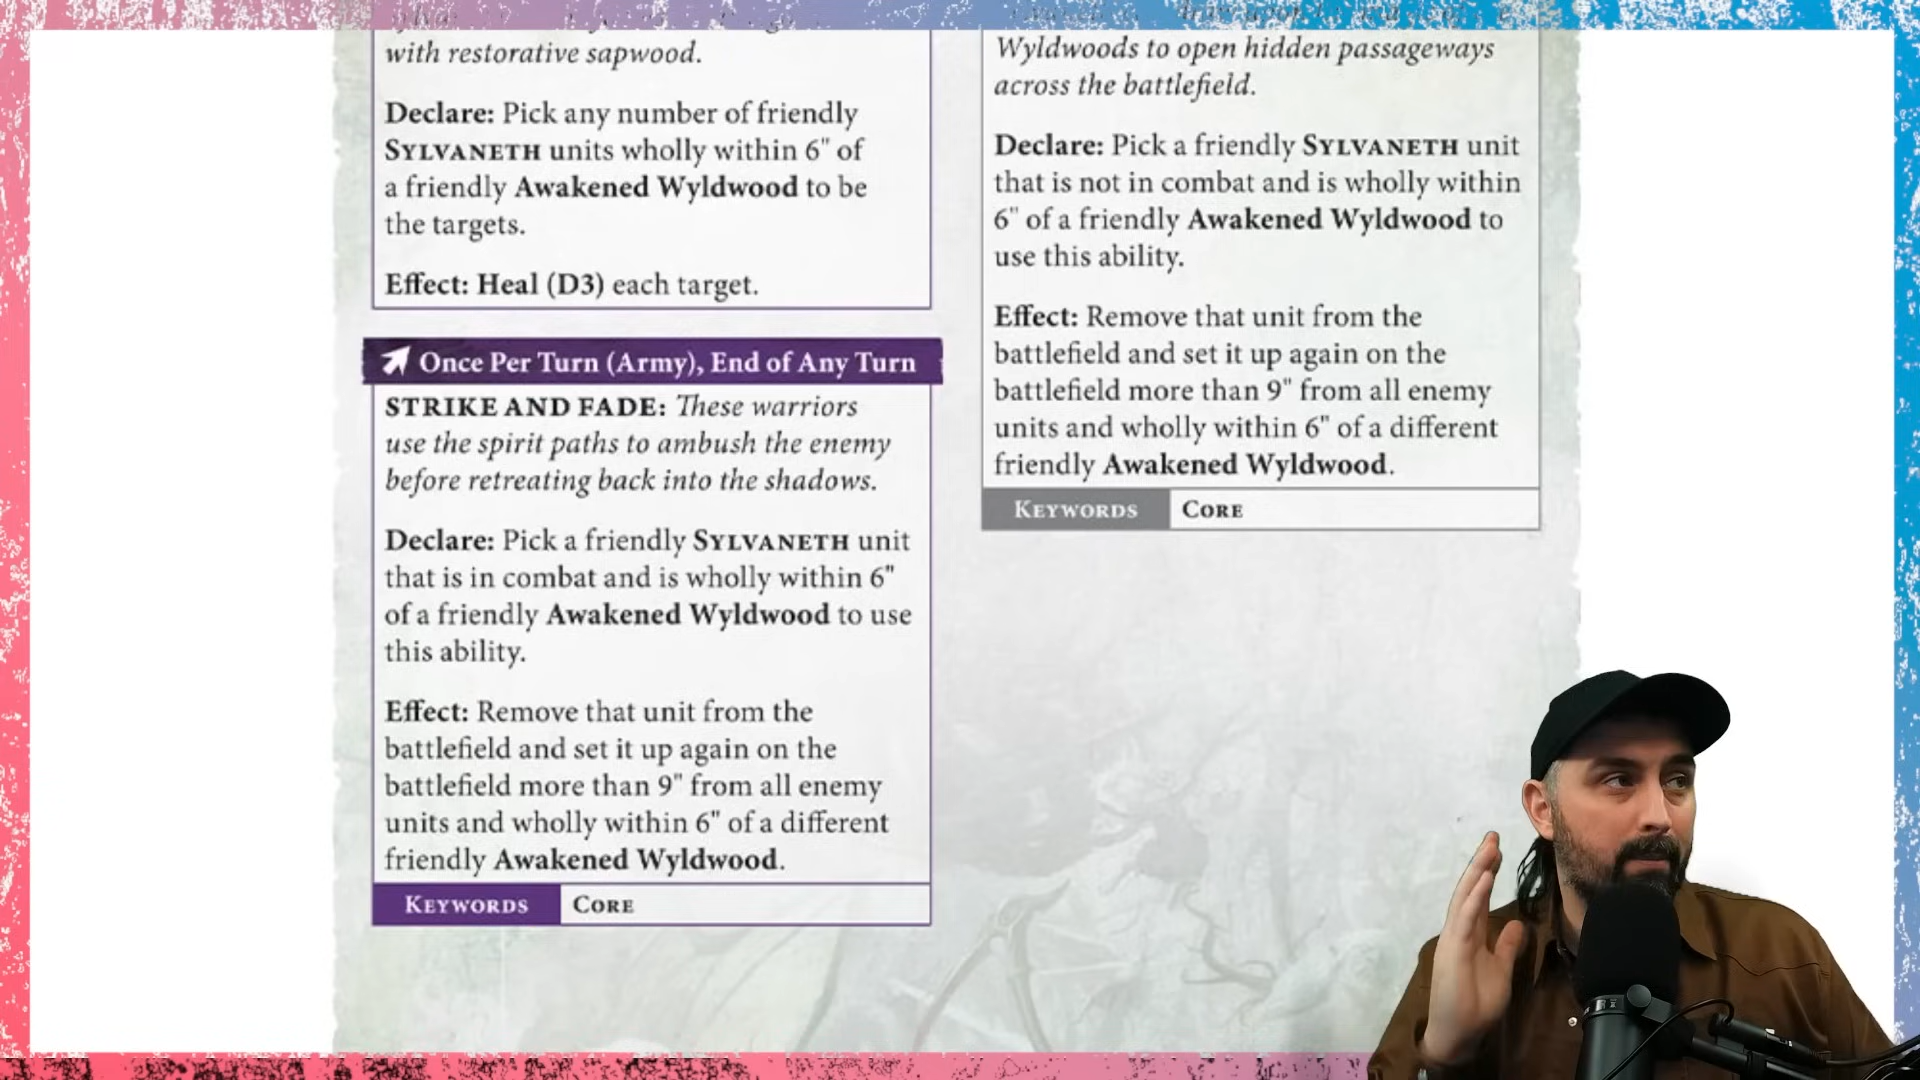 with restorative sapwood.
Declare: Pick any number of friendly
SYLVANETH units wholly within 6" of
a friendly Awakened Wyldwood to be
the targets.
Effect: Heal (D3) each target.
Once Per Turn (Army), End of Any Turn
STRIKE AND FADE: These warriors
use the spirit paths to ambush the enemy
before retreating back into the shadows.
Declare: Pick a friendly SYLVANETH unit
that is in combat and is wholly within 6"
of a friendly Awakened Wyldwood to use
this ability.
Effect: Remove that unit from the
battlefield and set it up again on the
battlefield more than 9" from all enemy
units and wholly within 6" of a different
friendly Awakened Wyldwood.
KEYWORDS CORE
Wyldwoods to open hidden passageways
across the battlefield.
Declare: Pick a friendly SYLVANETH unit
that is not in combat and is wholly within
6" of a friendly Awakened Wyldwood to
use this ability.
Effect: Remove that unit from the
battlefield and set it up again on the
battlefield more than 9" from all enemy
units and wholly within 6" of a different
friendly Awakened Wyldwood.
KEYWORDS CORE